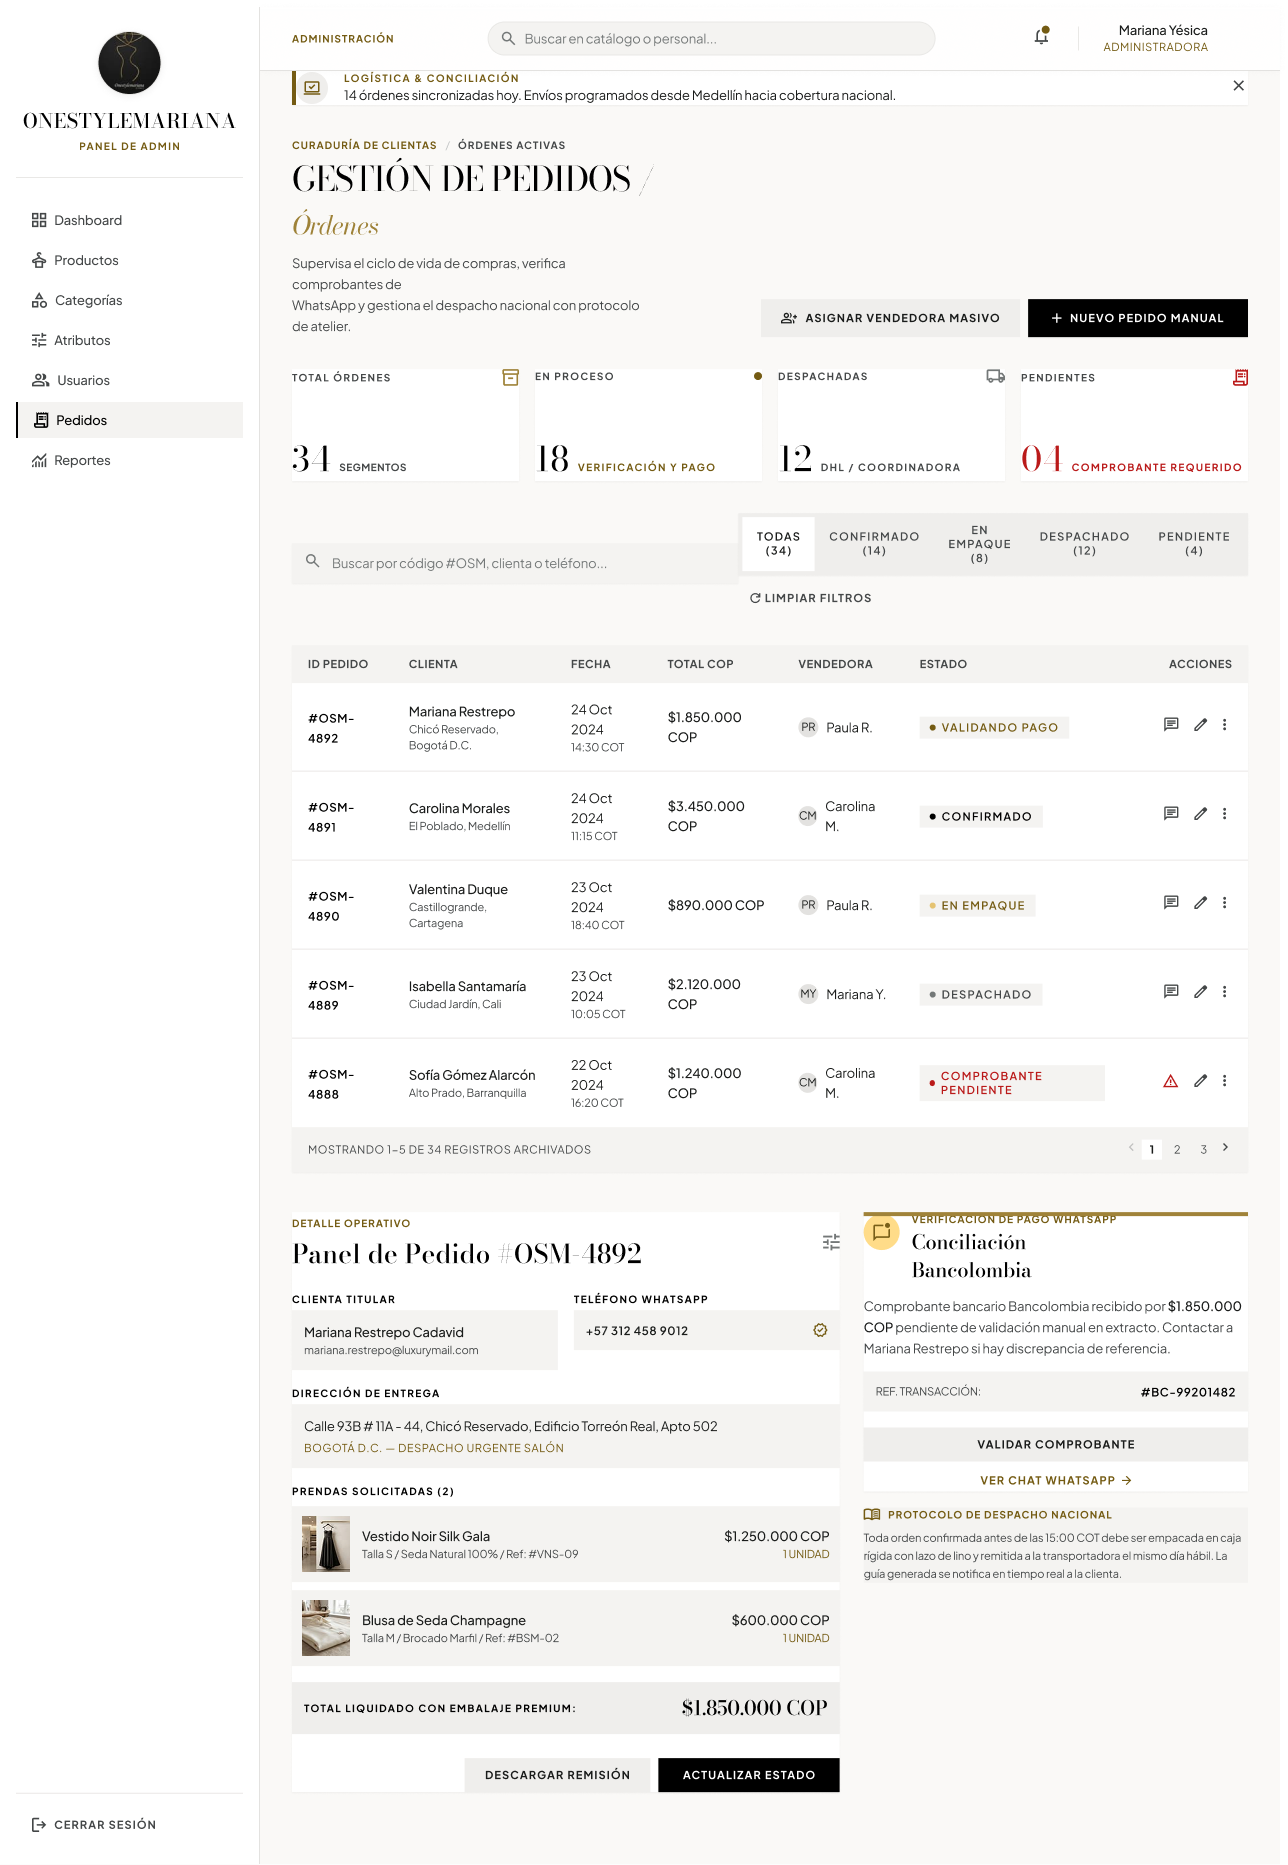 ONESTYLEMARIANA
PANEL DE ADMIN
Dashboard
Productos
Categorías
Atributos
Usuarios
Pedidos
Reportes
CERRAR SESIÓN
ADMINISTRACIÓN
Buscar en catálogo o personal...
Mariana Yésica
ADMINISTRADORA
LOGÍSTICA & CONCILIACIÓN
14 órdenes sincronizadas hoy. Envíos programados desde Medellín hacia cobertura nacional.
CURADURÍA DE CLIENTAS / ÓRDENES ACTIVAS
GESTIÓN DE PEDIDOS /
Órdenes
Supervisa el ciclo de vida de compras, verifica
comprobantes de
WhatsApp y gestiona el despacho nacional con protocolo
de atelier.
ASIGNAR VENDEDORA MASIVO
NUEVO PEDIDO MANUAL
TOTAL ÓRDENES
34 SEGMENTOS
EN PROCESO
18 VERIFICACIÓN Y PAGO
DESPACHADAS
12 DHL / COORDINADORA
PENDIENTES
04 COMPROBANTE REQUERIDO
Buscar por código #OSM, clienta o teléfono...
TODAS
(34)
CONFIRMADO
(14)
EN
EMPAQUE
(8)
DESPACHADO
(12)
PENDIENTE
(4)
LIMPIAR FILTROS
ID PEDIDO CLIENTA FECHA TOTAL COP VENDEDORA ESTADO ACCIONES
#OSM-
4892
Mariana Restrepo
Chicó Reservado,
Bogotá D.C.
24 Oct
2024
14:30 COT
$1.850.000
COP
PR Paula R.
VALIDANDO PAGO
#OSM-
4891
Carolina Morales
El Poblado, Medellín
24 Oct
2024
11:15 COT
$3.450.000
COP
CM Carolina
M.
CONFIRMADO
#OSM-
4890
Valentina Duque
Castillogrande,
Cartagena
23 Oct
2024
18:40 COT
$890.000 COP
PR Paula R.
EN EMPAQUE
#OSM-
4889
Isabella Santamaría
Ciudad Jardín, Cali
23 Oct
2024
10:05 COT
$2.120.000
COP
MY Mariana Y.
DESPACHADO
#OSM-
4888
Sofía Gómez Alarcón
Alto Prado, Barranquilla
22 Oct
2024
16:20 COT
$1.240.000
COP
CM Carolina
M.
COMPROBANTE
PENDIENTE
MOSTRANDO 1–5 DE 34 REGISTROS ARCHIVADOS
1 2 3
DETALLE OPERATIVO
Panel de Pedido #OSM-4892
CLIENTA TITULAR
Mariana Restrepo Cadavid
mariana.restrepo@luxurymail.com
TELÉFONO WHATSAPP
+57 312 458 9012
DIRECCIÓN DE ENTREGA
Calle 93B # 11A - 44, Chicó Reservado, Edificio Torreón Real, Apto 502
BOGOTÁ D.C. — DESPACHO URGENTE SALÓN
PRENDAS SOLICITADAS (2)
Vestido Noir Silk Gala
Talla S / Seda Natural 100% / Ref: #VNS-09
$1.250.000 COP
1 UNIDAD
Blusa de Seda Champagne
Talla M / Brocado Marfil / Ref: #BSM-02
$600.000 COP
1 UNIDAD
TOTAL LIQUIDADO CON EMBALAJE PREMIUM:
$1.850.000 COP
DESCARGAR REMISIÓN
ACTUALIZAR ESTADO
VERIFICACIÓN DE PAGO WHATSAPP
Conciliación
Bancolombia
Comprobante bancario Bancolombia recibido por $1.850.000
COP pendiente de validación manual en extracto. Contactar a
Mariana Restrepo si hay discrepancia de referencia.
REF. TRANSACCIÓN:
#BC-99201482
VALIDAR COMPROBANTE
VER CHAT WHATSAPP →
PROTOCOLO DE DESPACHO NACIONAL
Toda orden confirmada antes de las 15:00 COT debe ser empacada en caja
rígida con lazo de lino y remitida a la transportadora el mismo día hábil. La
guía generada se notifica en tiempo real a la clienta.